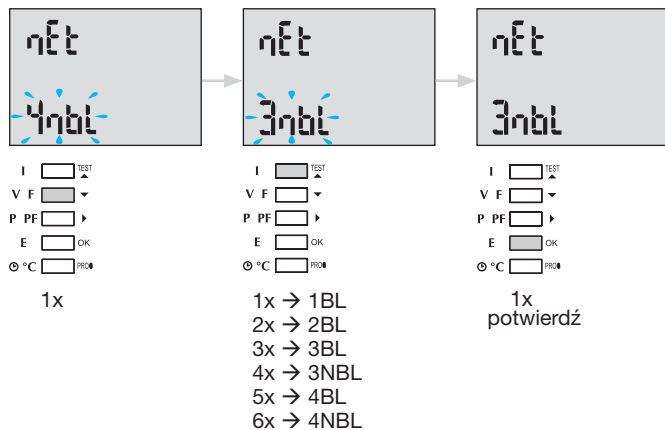 nEt
4nbl
I TEST
V F
P PF
E OK
°C PROG
1x
nEt
3nbl
I TEST
V F
P PF
E OK
°C PROG
1x → 1BL
2x → 2BL
3x → 3BL
4x → 3NBL
5x → 4BL
6x → 4NBL
nEt
3nbl
I TEST
V F
P PF
E OK
°C PROG
1x
potwierdź